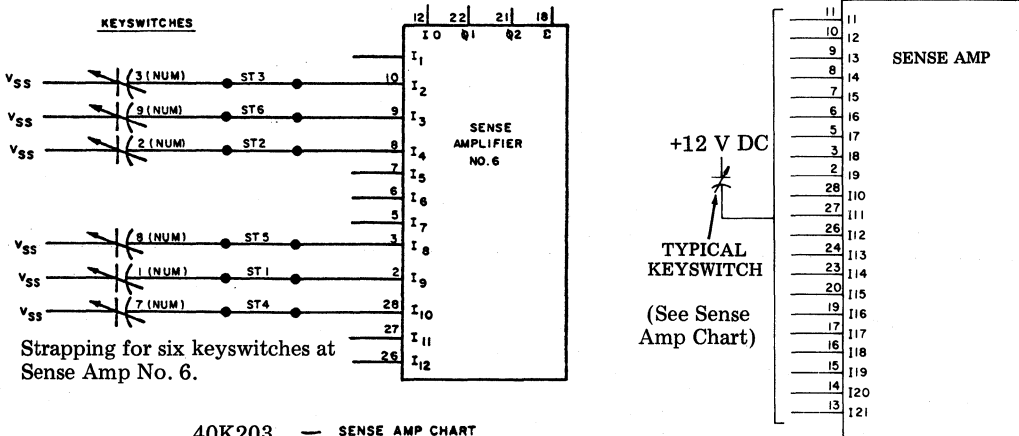 KEYSWITCHES
12 22 21 18
I0 φ1 φ2 Σ
I1
VSS 3 (NUM) ST3 10 I2
VSS 9 (NUM) ST6 9 I3
VSS 2 (NUM) ST2 8 I4
SENSE
AMPLIFIER
NO.6
7 I5
6 I6
5 I7
VSS 8 (NUM) ST5 3 I8
VSS 1 (NUM) ST1 2 I9
VSS 7 (NUM) ST4 28 I10
27 I11
26 I12
Strapping for six keyswitches at
Sense Amp No. 6.
40K203 — SENSE AMP CHART
SENSE AMP
11 I1
10 I2
9 I3
8 I4
7 I5
6 I6
5 I7
3 I8
2 I9
28 I10
27 I11
26 I12
24 I13
23 I14
20 I15
19 I16
17 I17
16 I18
15 I19
14 I20
13 I21
+12 V DC
TYPICAL
KEYSWITCH
(See Sense
Amp Chart)